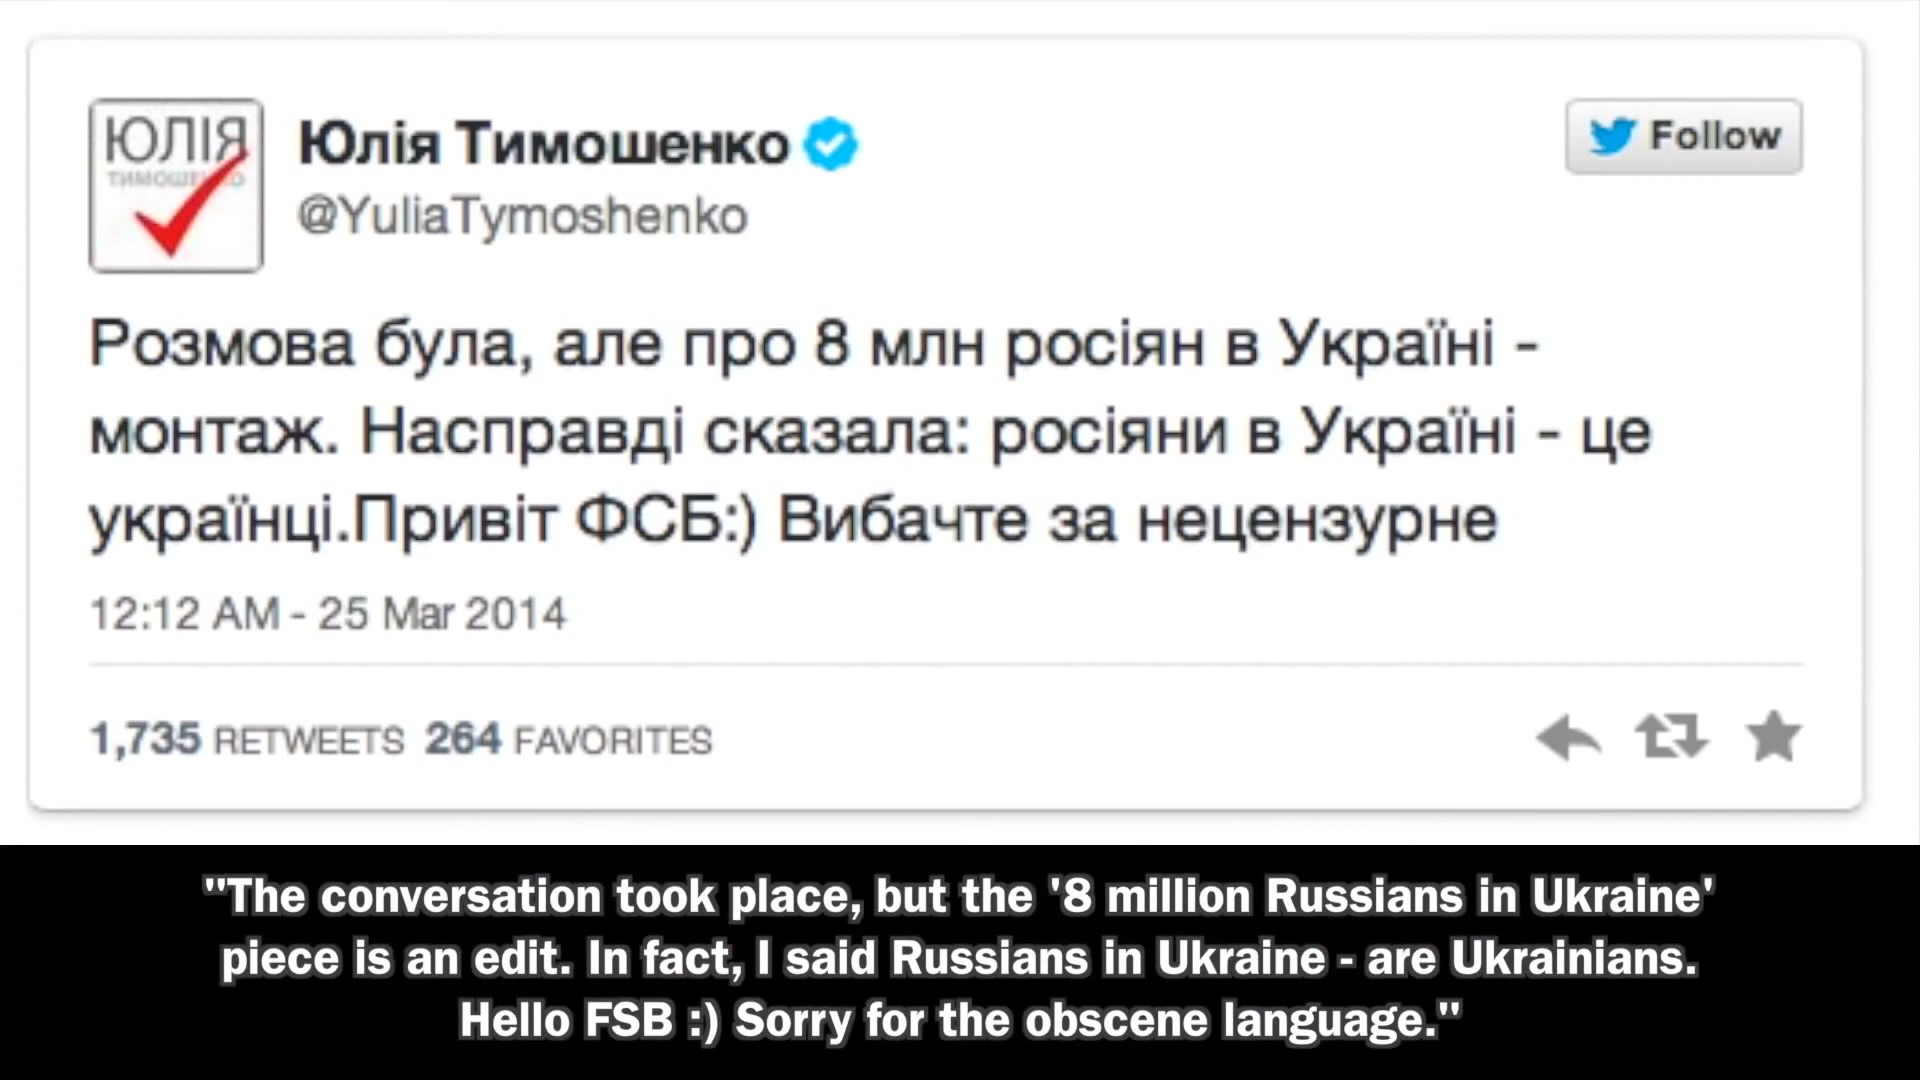 ЮЛІЯ
ТИМОШЕНКО
Юлія Тимошенко
@YuliaTymoshenko
Follow
Розмова була, але про 8 млн росіян в Україні -
монтаж. Насправді сказала: росіяни в Україні - це
українці.Привіт ФСБ:) Вибачте за нецензурне
12:12 AM - 25 Mar 2014
1,735 RETWEETS 264 FAVORITES
"The conversation took place, but the '8 million Russians in Ukraine'
piece is an edit. In fact, I said Russians in Ukraine - are Ukrainians.
Hello FSB :) Sorry for the obscene language."